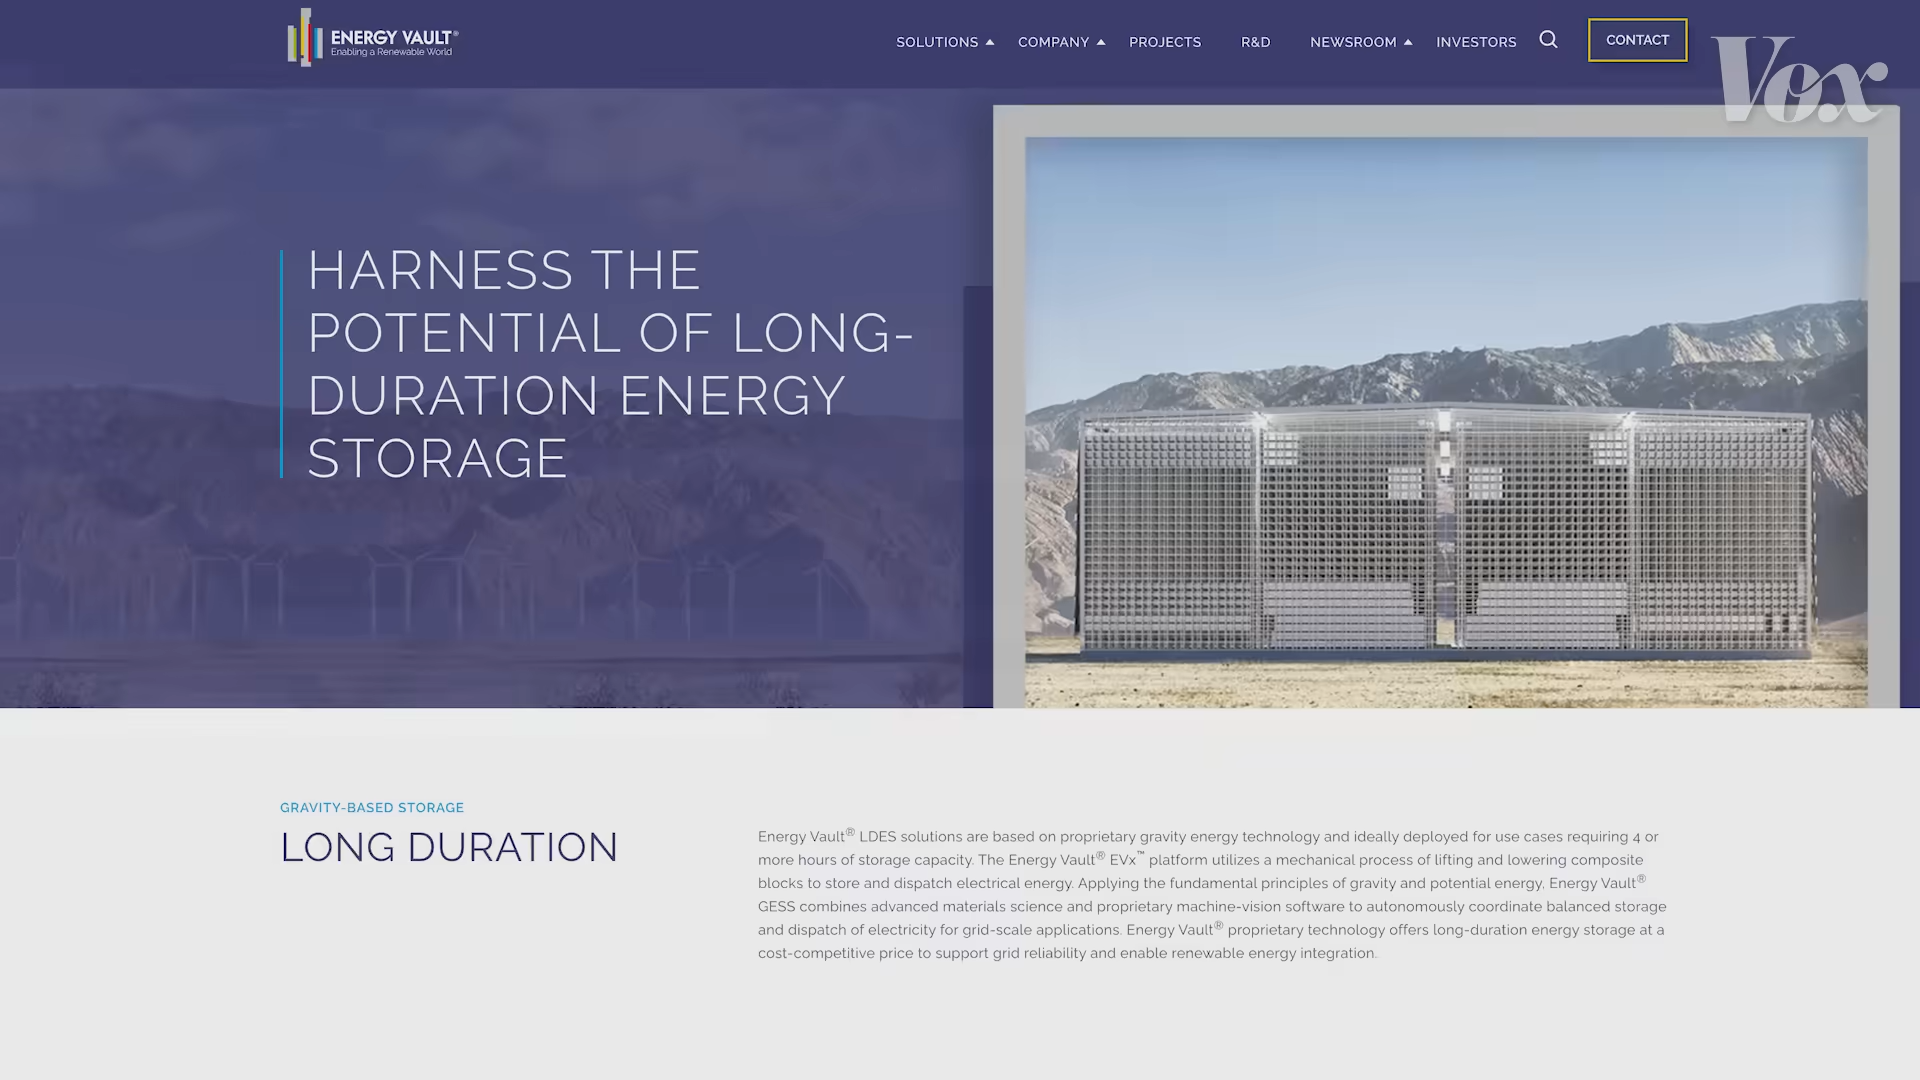 ENERGY VAULT®
Enabling a Renewable World
SOLUTIONS COMPANY PROJECTS R&D NEWSROOM INVESTORS CONTACT
Vox
HARNESS THE
POTENTIAL OF LONG-
DURATION ENERGY
STORAGE
GRAVITY-BASED STORAGE
LONG DURATION
Energy Vault® LDES solutions are based on proprietary gravity energy technology and ideally deployed for use cases requiring 4 or
more hours of storage capacity. The Energy Vault® EVx™ platform utilizes a mechanical process of lifting and lowering composite
blocks to store and dispatch electrical energy. Applying the fundamental principles of gravity and potential energy, Energy Vault®
GESS combines advanced materials science and proprietary machine-vision software to autonomously coordinate balanced storage
and dispatch of electricity for grid-scale applications. Energy Vault® proprietary technology offers long-duration energy storage at a
cost-competitive price to support grid reliability and enable renewable energy integration.